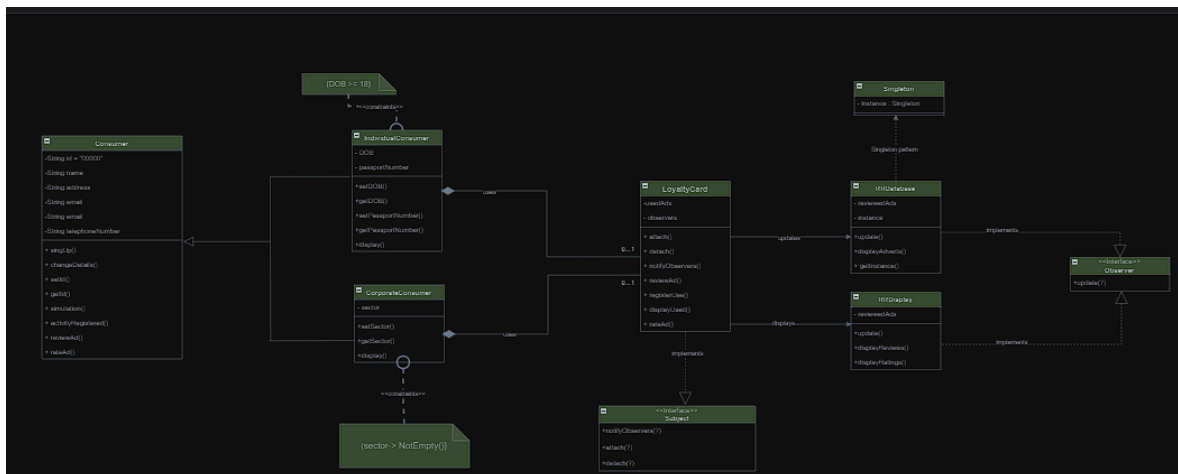 {DOB >= 18}
<<constraints>>
Singleton
- instance : Singleton
Singleton pattern
Consumer
-String id = "00000"
-String name
-String address
-String email
-String email
-String telephoneNumber
+ singUp()
+ changeDetails()
+ setId()
+ getId()
+ simulation()
+ activityRegistered()
+ reviewAd()
+ rateAd()
IndividualConsumer
- DOB
- passportNumber
+setDOB()
+getDOB()
+setPassportNumber()
+getPassportNumber()
+display()
uses
0...1
CorporateConsumer
- sector
+setSector()
+getSector()
+display()
uses
0...1
<<constraints>>
{sector-> NotEmpty()}
LoyaltyCard
-usedAds
- observers
+ attach()
+ detach()
+ notifyObservers()
+ reviewAd()
+ registerUse()
+ displayUsed()
+ rateAd()
updates
displays
implements
<<Interface>>
Subject
+notifyObservers(?)
+attach(?)
+detach(?)
- reviewedAds
- instance
+update()
+displayAdverts()
+ getInstance()
implements
- reviewedAds
+update()
+displayReviews()
+displayRatings()
implements
<<Interface>>
Observer
+update(?)